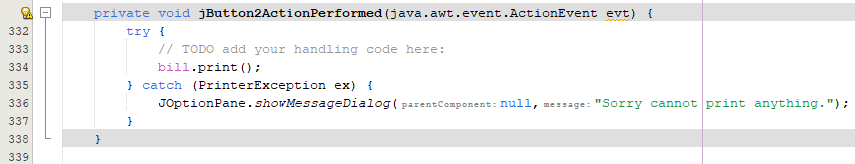 private void jButton2ActionPerformed(java.awt.event.ActionEvent evt) {
332 try {
333 // TODO add your handling code here:
334 bill.print();
335 } catch (PrinterException ex) {
336 JOptionPane.showMessageDialog(parentComponent: null, message: "Sorry cannot print anything.");
337 }
338 }
339